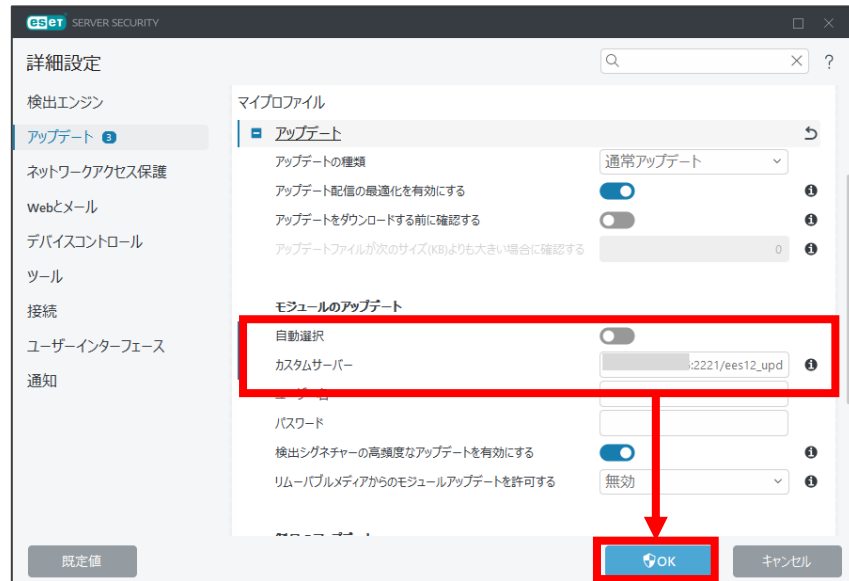 eset SERVER SECURITY
詳細設定
?
検出エンジン
アップデート 3
ネットワークアクセス保護
Webとメール
デバイスコントロール
ツール
接続
ユーザーインターフェース
通知
マイプロファイル
アップデート
アップデートの種類 通常アップデート
アップデート配信の最適化を有効にする
アップデートをダウンロードする前に確認する
アップデートファイルが次のサイズ(KB)よりも大きい場合に確認する 0
モジュールのアップデート
自動選択
カスタムサーバー :2221/ees12_upd
パスワード
検出シグネチャーの高頻度なアップデートを有効にする
リムーバブルメディアからのモジュールアップデートを許可する 無効
既定値 OK キャンセル